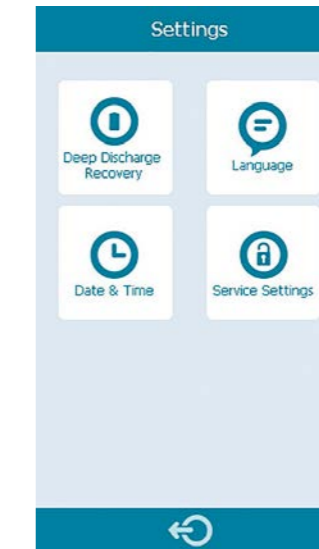 Settings
Deep Discharge
Recovery
Language
Date & Time
Service Settings